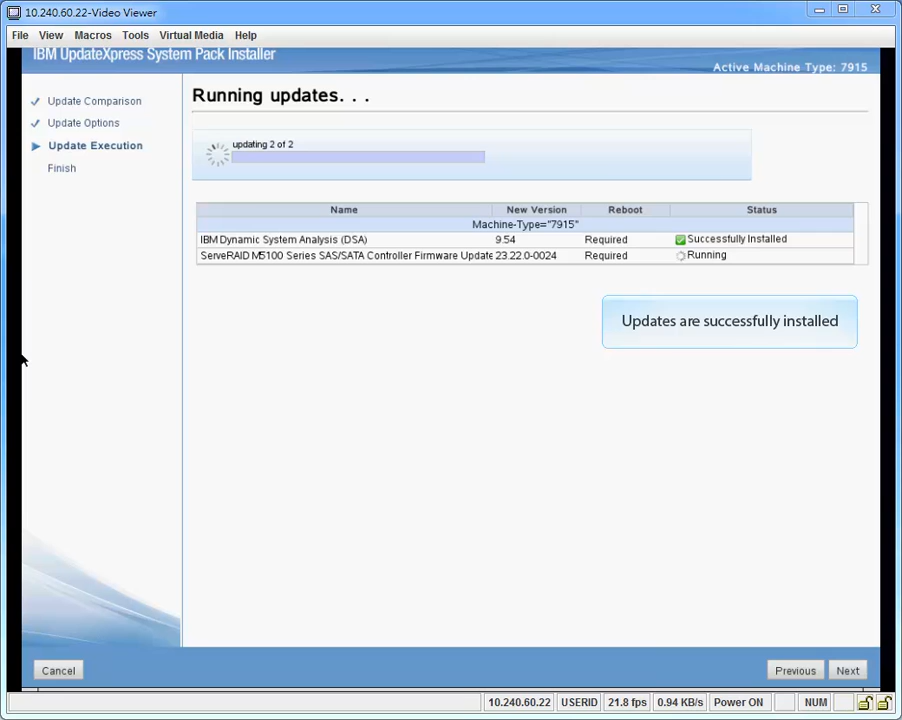 10.240.60.22-Video Viewer
File View Macros Tools Virtual Media Help
IBM UpdateXpress System Pack Installer
Active Machine Type: 7915
Update Comparison
Update Options
Update Execution
Finish
Running updates. . .
updating 2 of 2
Name New Version Reboot Status
Machine-Type="7915"
IBM Dynamic System Analysis (DSA) 9.54 Required Successfully Installed
ServeRAID M5100 Series SAS/SATA Controller Firmware Update 23.22.0-0024 Required Running
Updates are successfully installed
Cancel Previous Next
10.240.60.22 USERID 21.8 fps 0.94 KB/s Power ON NUM